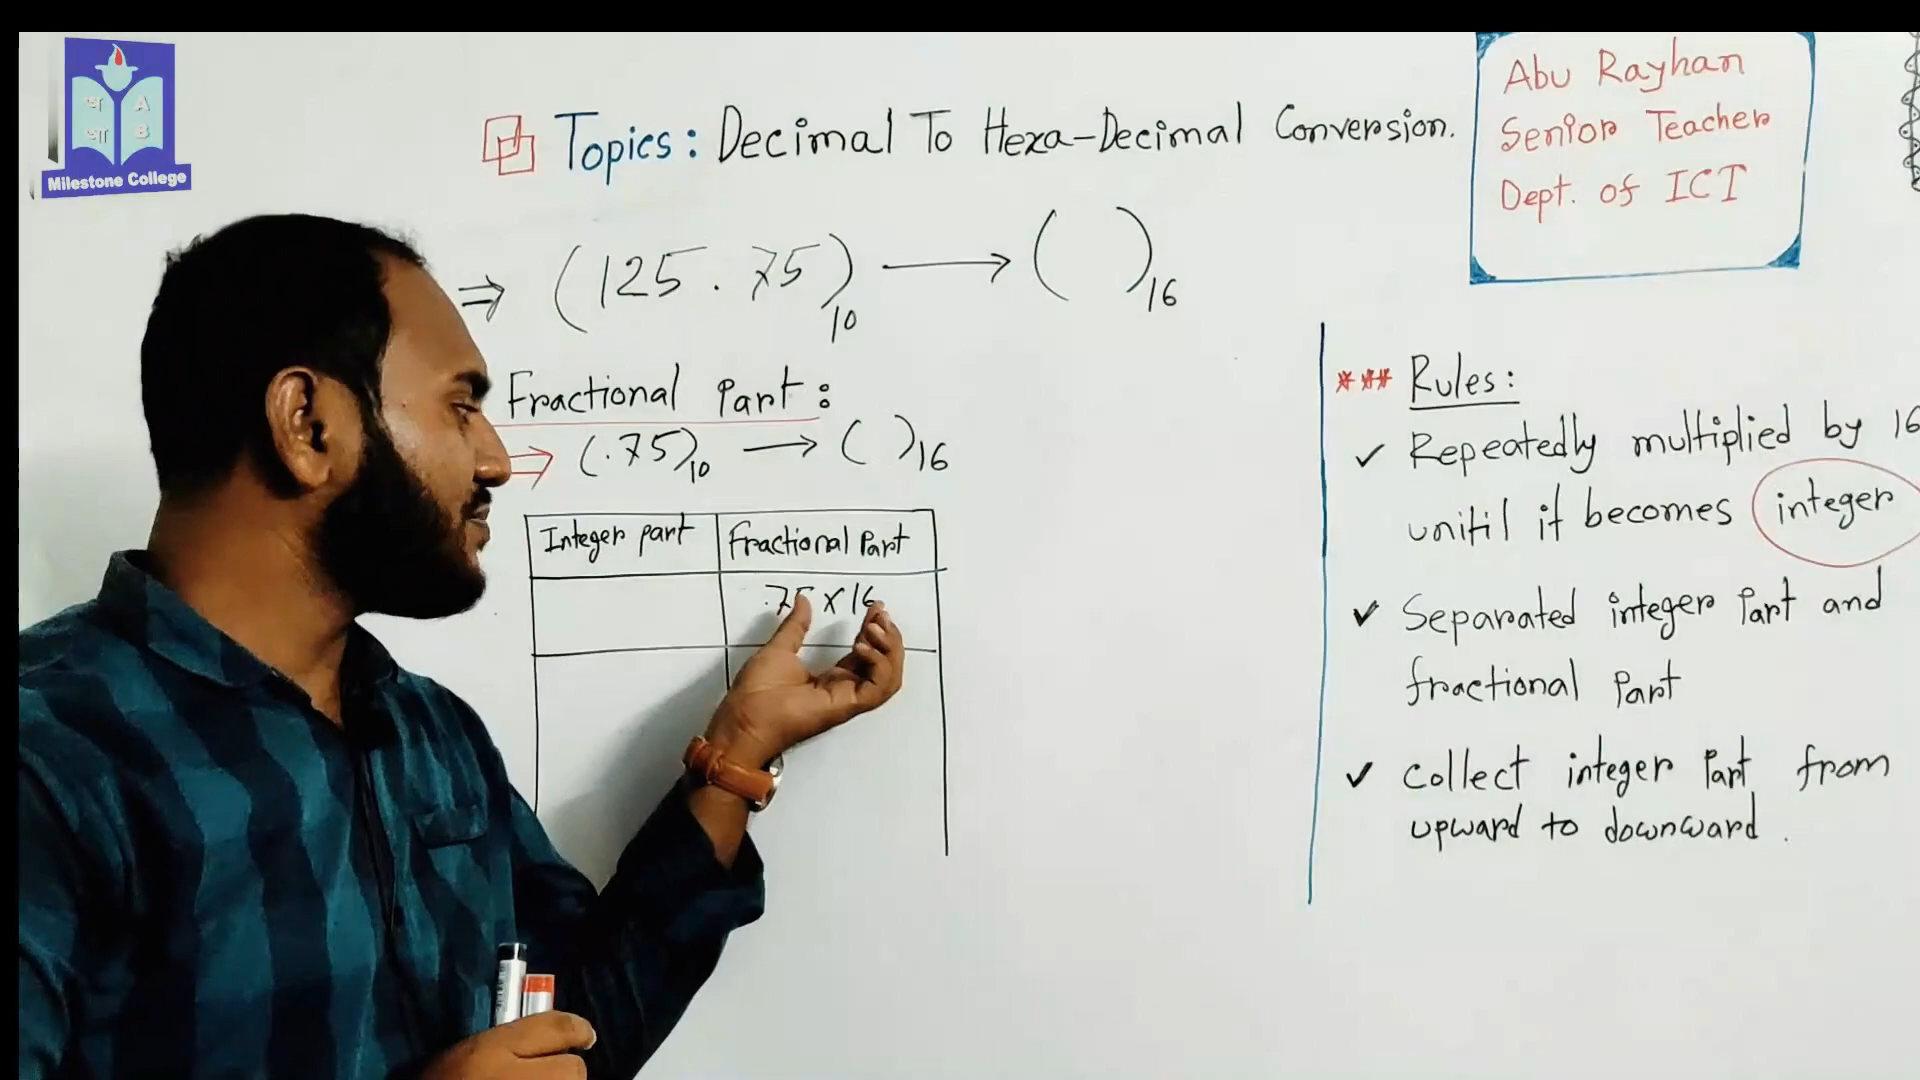 অ A
আ B
Milestone College
Topics: Decimal To Hexa-Decimal Conversion.
Abu Rayhan
Senior Teacher
Dept. of ICT
⇒ (125.75)10 → ( )16
Fractional Part:
⇒ (.75)10 → ( )16
Integer part Fractional Part
.75 x 16
*** Rules:
✓ Repeatedly multiplied by 16
unitil it becomes integer
✓ Separated integer Part and
fractional Part
✓ Collect integer Part from
upward to downward.